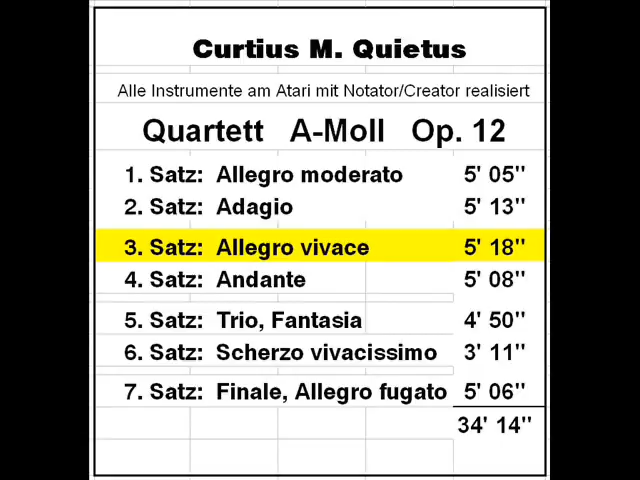 Curtius M. Quietus
Alle Instrumente am Atari mit Notator/Creator realisiert
Quartett A-Moll Op. 12
1. Satz: Allegro moderato 5' 05"
2. Satz: Adagio 5' 13"
3. Satz: Allegro vivace 5' 18"
4. Satz: Andante 5' 08"
5. Satz: Trio, Fantasia 4' 50"
6. Satz: Scherzo vivacissimo 3' 11"
7. Satz: Finale, Allegro fugato 5' 06"
34' 14"